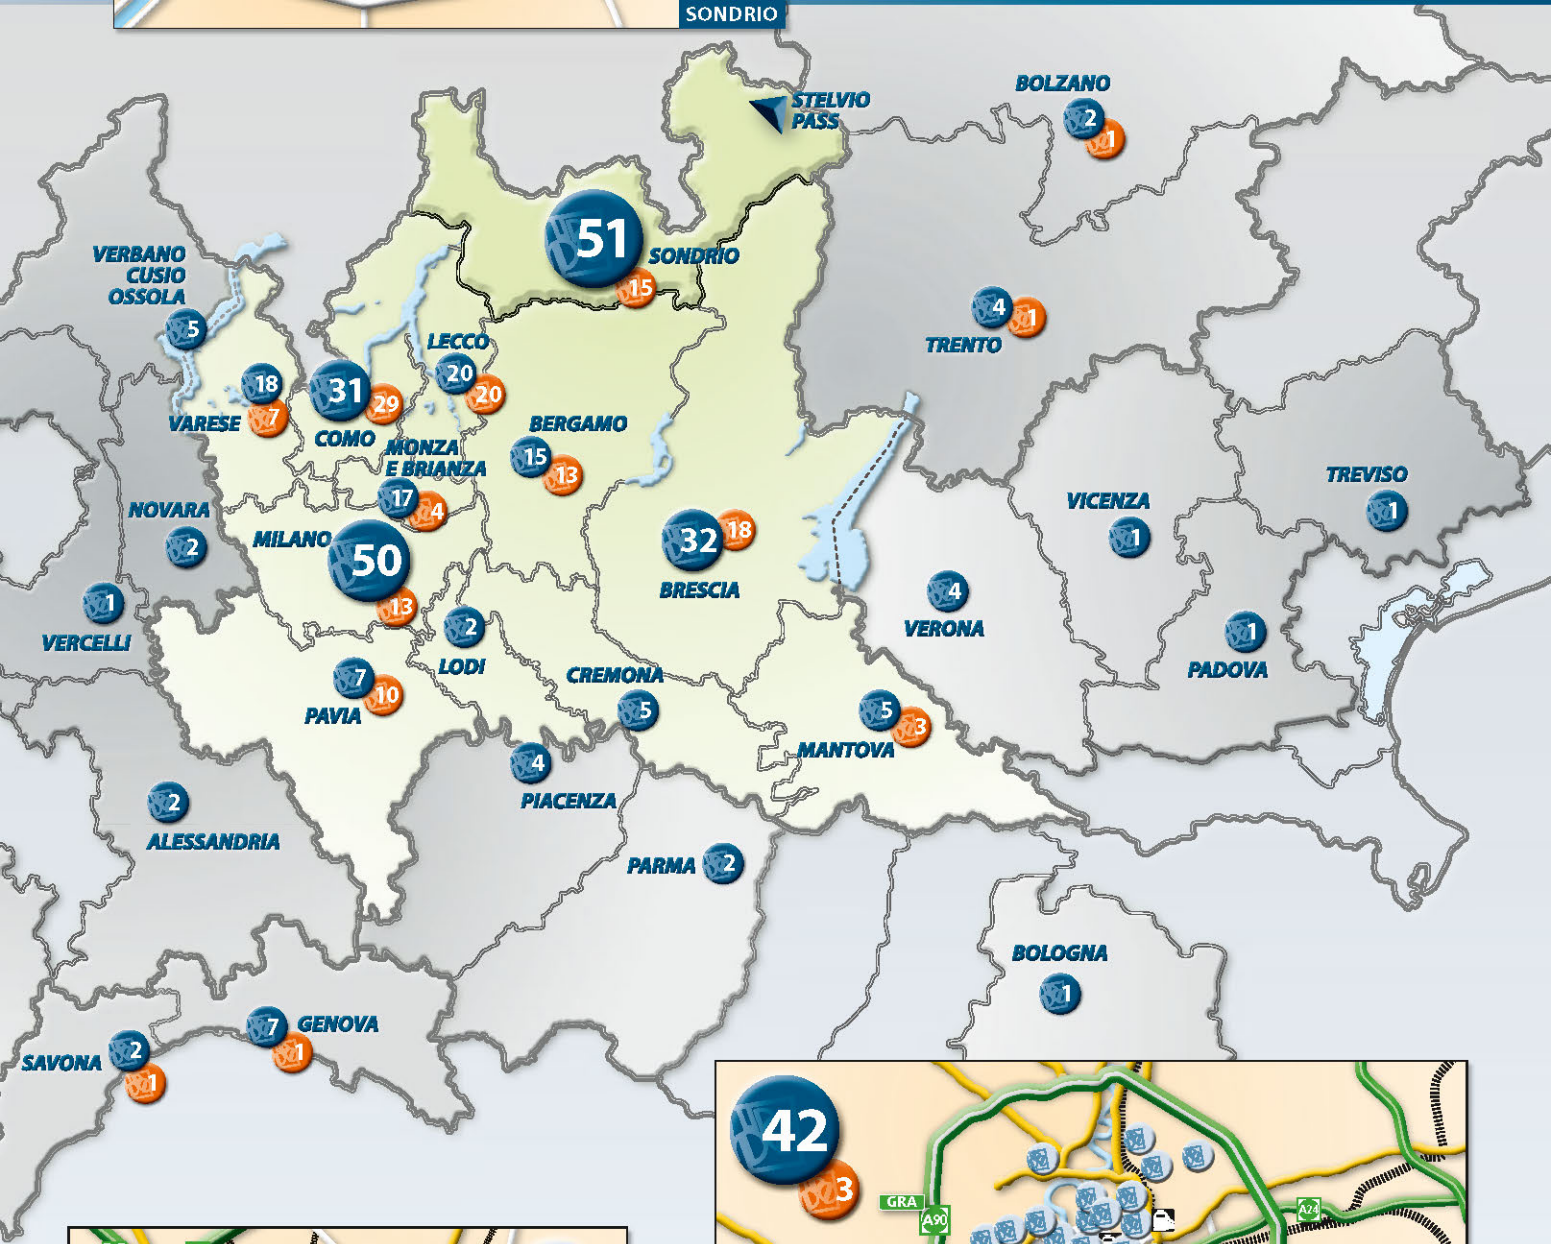 SONDRIO
STELVIO
PASS
BOLZANO
2
1
51
SONDRIO
15
VERBANO
CUSIO
OSSOLA
5
4
1
TRENTO
LECCO
20
20
18
7
VARESE
31
29
COMO
BERGAMO
15
13
MONZA
E BRIANZA
17
4
NOVARA
2
MILANO
50
13
32
18
BRESCIA
VICENZA
1
TREVISO
1
1
VERCELLI
2
LODI
4
VERONA
1
PADOVA
7
10
PAVIA
CREMONA
5
5
3
MANTOVA
4
PIACENZA
2
ALESSANDRIA
PARMA
2
BOLOGNA
1
7
GENOVA
1
SAVONA
2
1
42
3
GRA
A90
A24